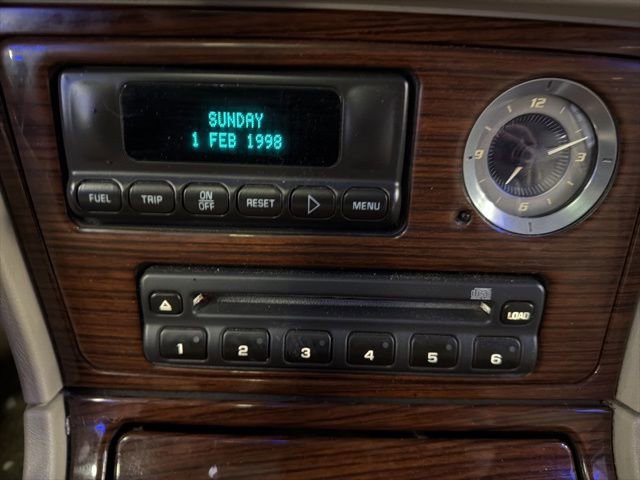 SUNDAY
1 FEB 1998
FUEL TRIP ON OFF RESET MENU
12
3
6
9
LOAD
1 2 3 4 5 6